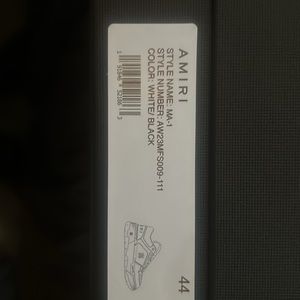 AMIRI
STYLE NAME: MA-1
STYLE NUMBER: AW23MFS009-111
COLOR: WHITE/ BLACK
44